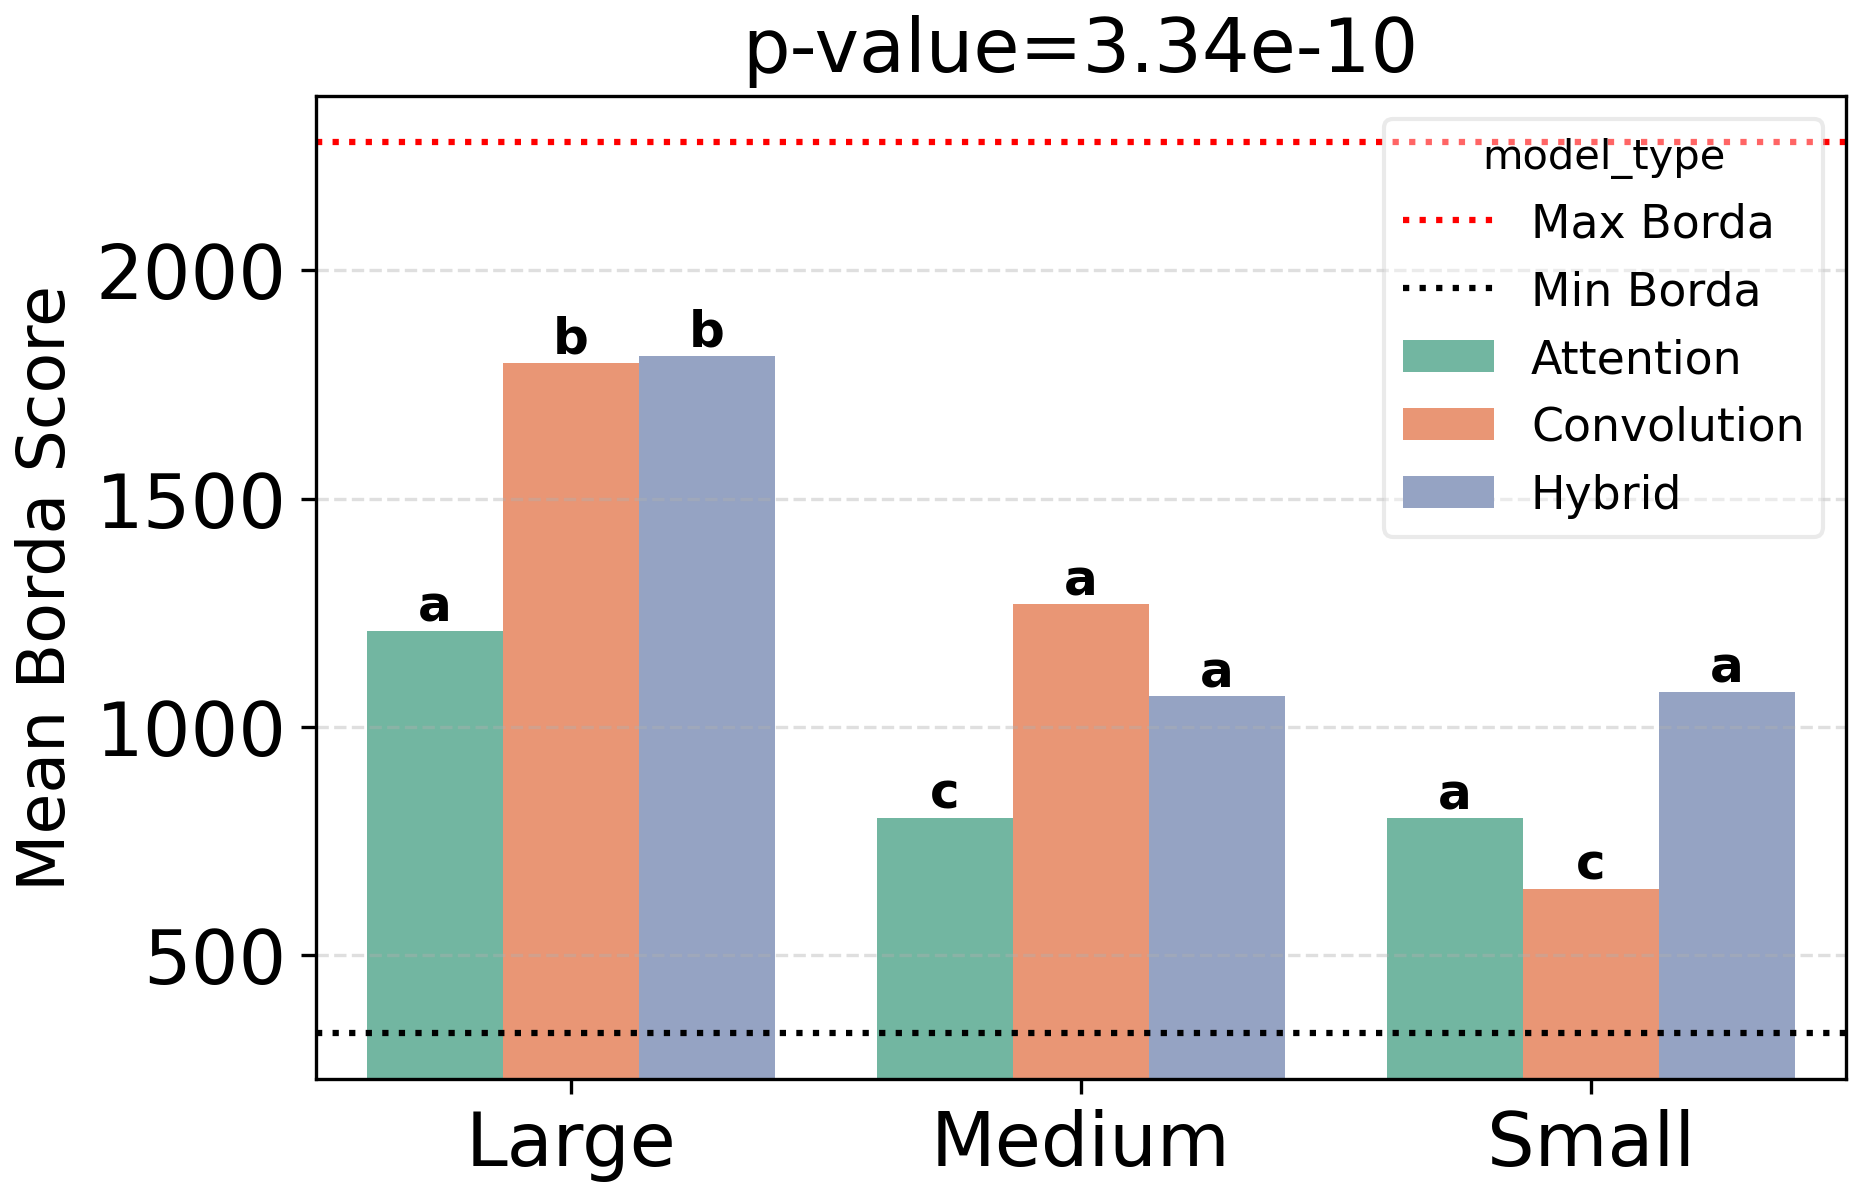 p-value=3.34e-10
Mean Borda Score
2000
1500
1000
500
model_type
Max Borda
Min Borda
Attention
Convolution
Hybrid
a
b
b
c
a
a
a
c
a
Large
Medium
Small